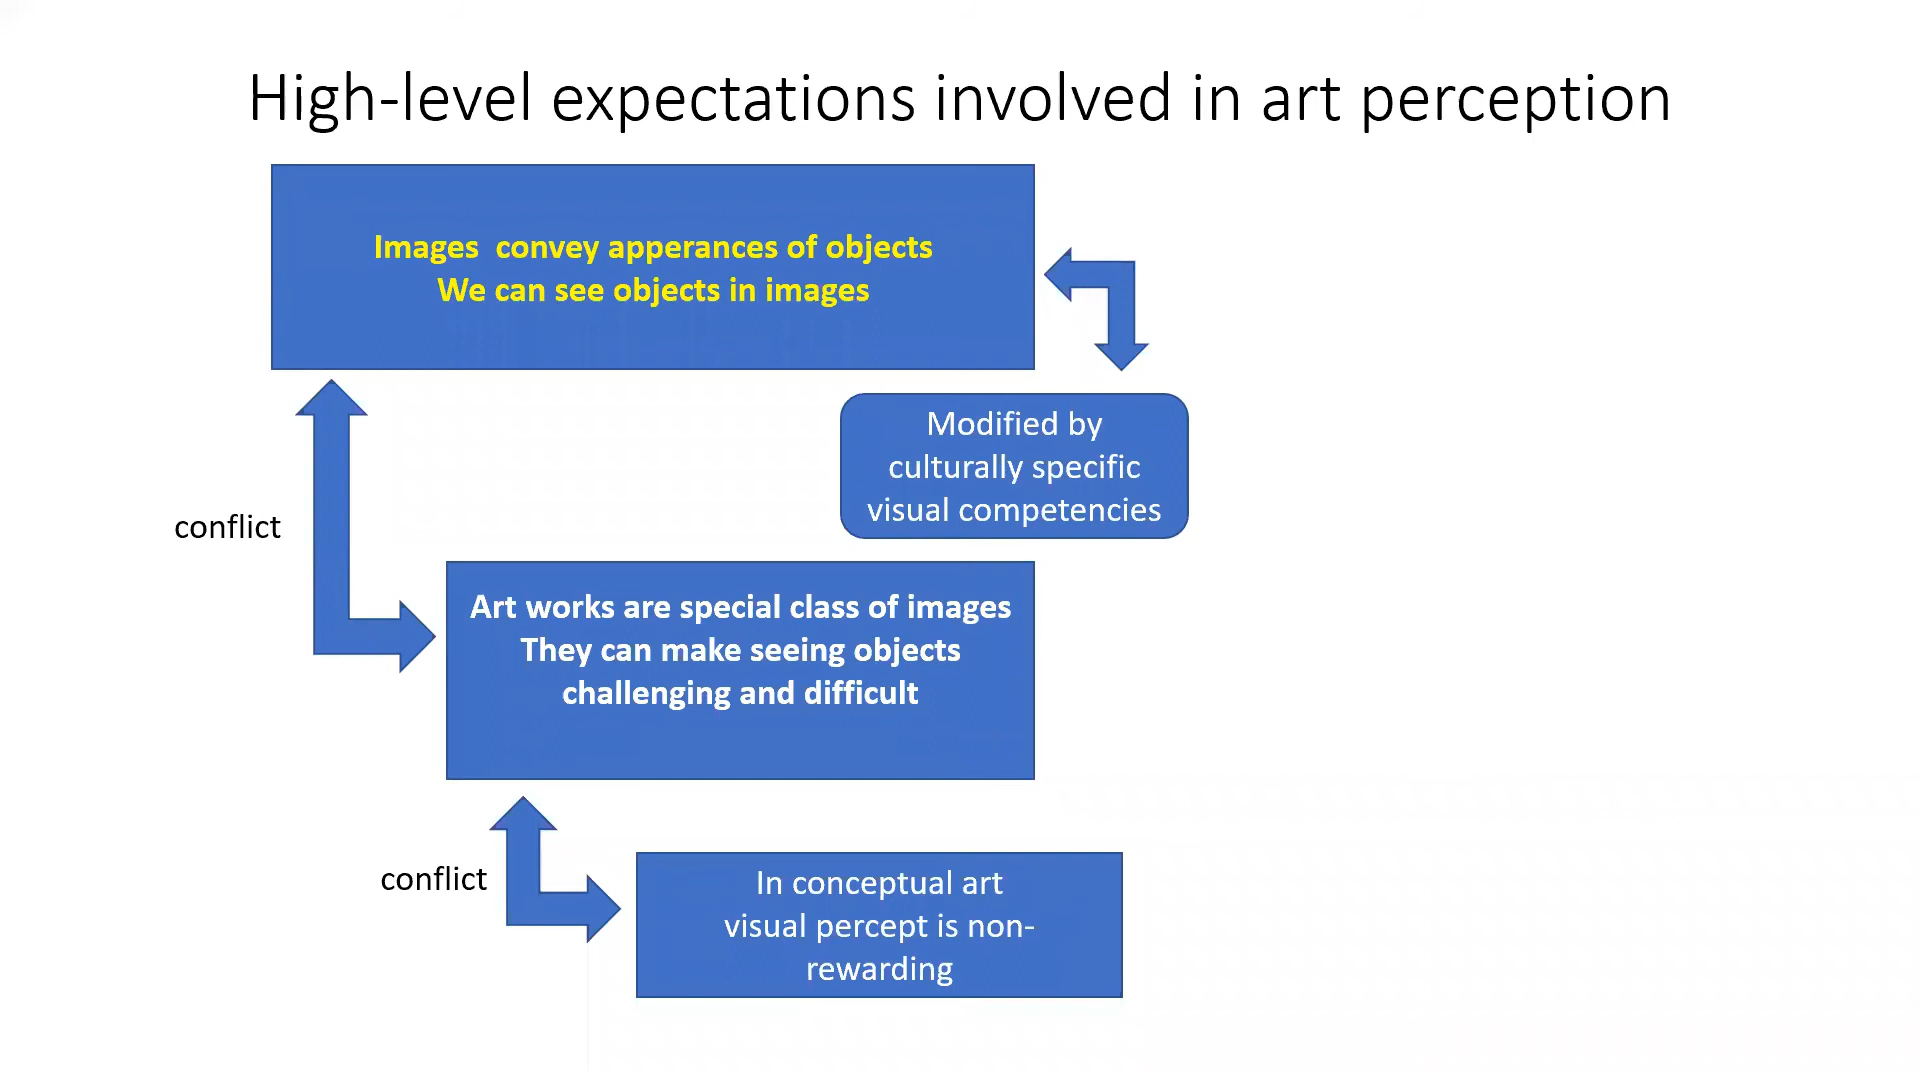 High-level expectations involved in art perception
Images  convey apperances of objects
We can see objects in images
Modified by
culturally specific
visual competencies
conflict
Art works are special class of images
They can make seeing objects
challenging and difficult
conflict
In conceptual art
visual percept is non-
rewarding